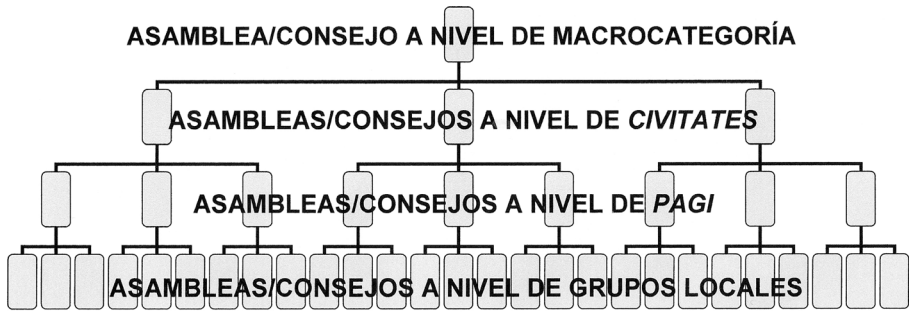 ASAMBLEA/CONSEJO A NIVEL DE MACROCATEGORÍA
ASAMBLEAS/CONSEJOS A NIVEL DE CIVITATES
ASAMBLEAS/CONSEJOS A NIVEL DE PAGI
ASAMBLEAS/CONSEJOS A NIVEL DE GRUPOS LOCALES